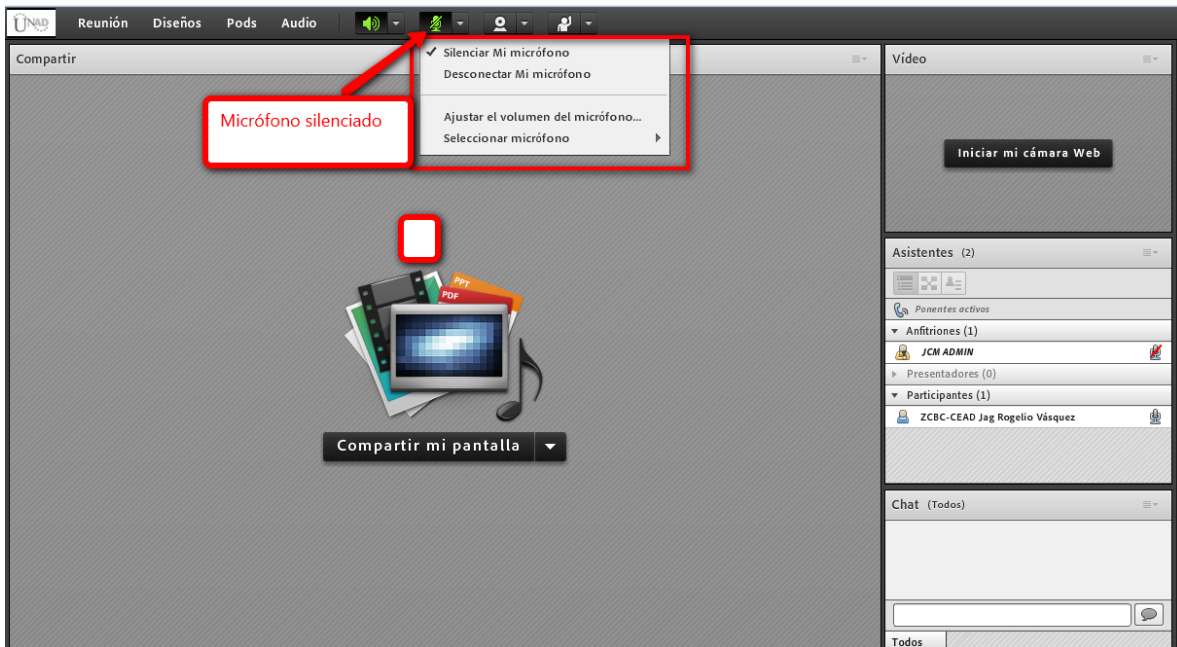 UNAD
Reunión Diseños Pods Audio
Compartir
Silenciar Mi micrófono
Desconectar Mi micrófono
Ajustar el volumen del micrófono...
Seleccionar micrófono
Micrófono silenciado
PPT
PDF
Compartir mi pantalla
Vídeo
Iniciar mi cámara Web
Asistentes (2)
Ponentes activos
Anfitriones (1)
JCM ADMIN
Presentadores (0)
Participantes (1)
ZCBC-CEAD Jag Rogelio Vásquez
Chat (Todos)
Todos